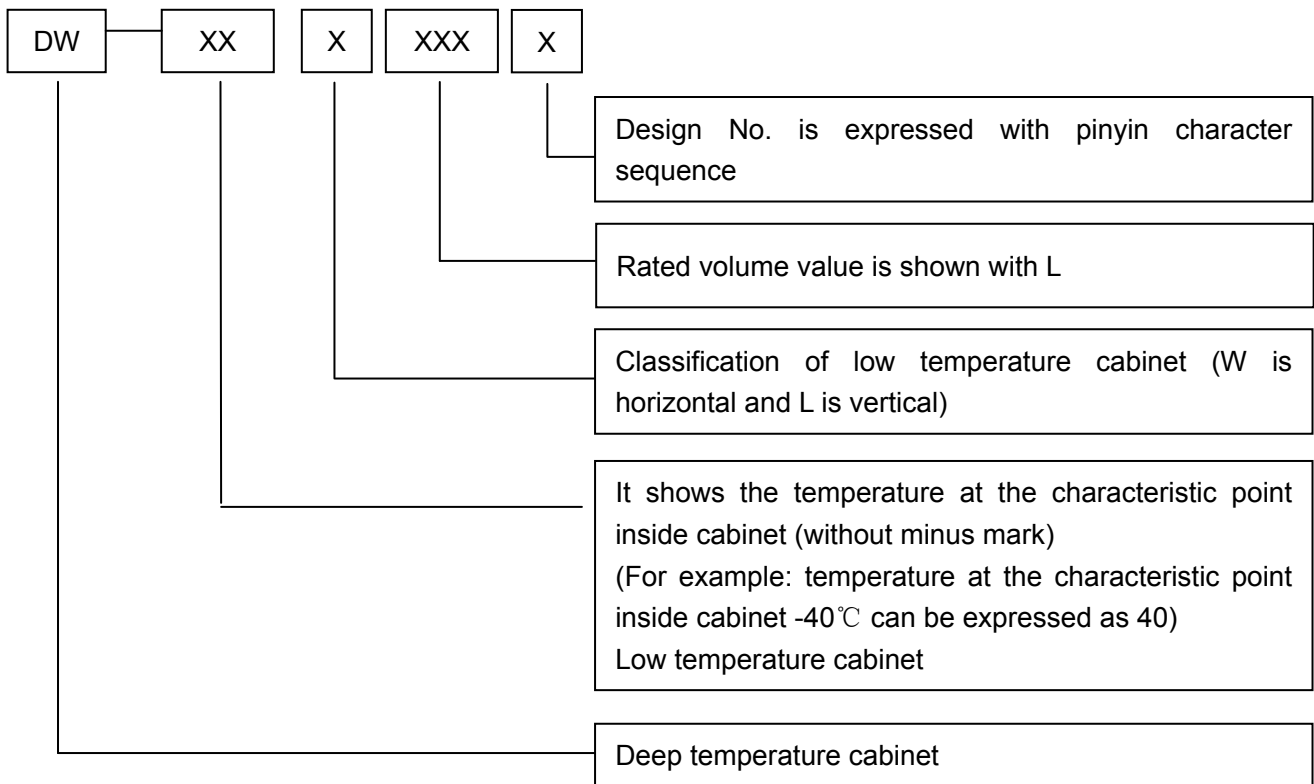 DW XX X XXX X
Design No. is expressed with pinyin character
sequence
Rated volume value is shown with L
Classification of low temperature cabinet (W is
horizontal and L is vertical)
It shows the temperature at the characteristic point
inside cabinet (without minus mark)
(For example: temperature at the characteristic point
inside cabinet -40℃ can be expressed as 40)
Low temperature cabinet
Deep temperature cabinet